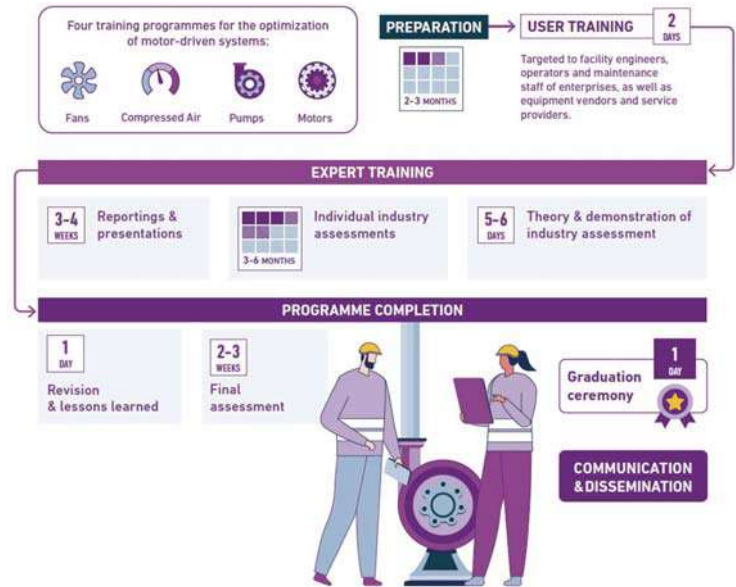 Four training programmes for the optimization
of motor-driven systems:
Fans
Compressed Air
Pumps
Motors
PREPARATION
2-3 MONTHS
USER TRAINING
2
DAYS
Targeted to facility engineers,
operators and maintenance
staff of enterprises, as well as
equipment vendors and service
providers.
EXPERT TRAINING
3-4
WEEKS
Reportings &
presentations
3-6 MONTHS
Individual industry
assessments
5-6
DAYS
Theory & demonstration of
industry assessment
PROGRAMME COMPLETION
1
DAY
Revision
& lessons learned
2-3
WEEKS
Final
assessment
Graduation
ceremony
1
DAY
COMMUNICATION
& DISSEMINATION